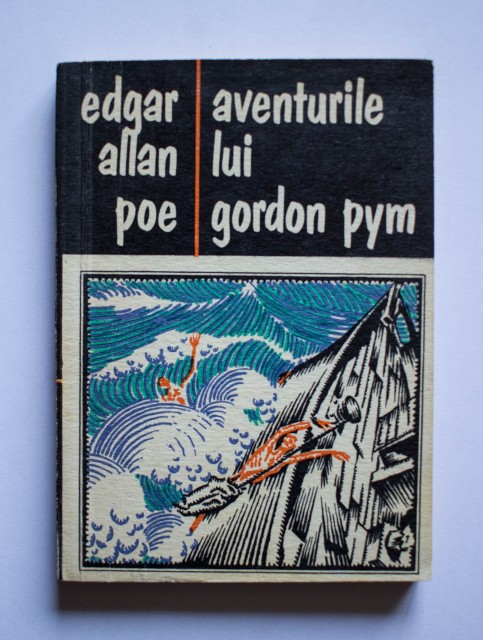 edgar
allan
poe
aventurile
lui
gordon pym